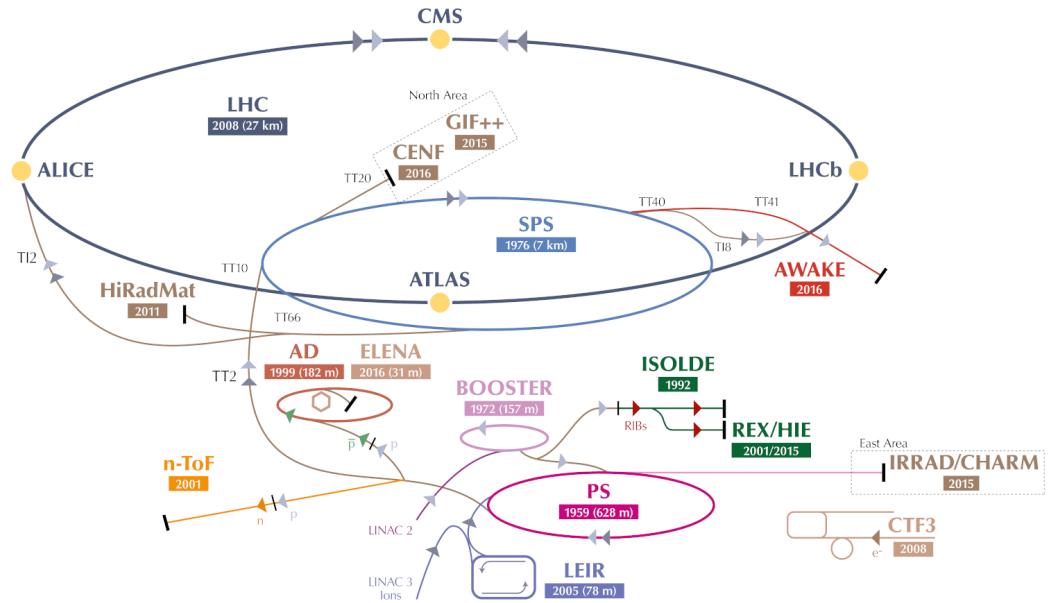 CMS
LHC
2008 (27 km)
North Area
GIF++
2015
CENF
2016
TT20
ALICE
LHCb
TT40
TT41
SPS
1976 (7 km)
TI8
TI2
TT10
AWAKE
2016
ATLAS
HiRadMat
2011
TT66
AD
1999 (182 m)
ELENA
2016 (31 m)
TT2
ISOLDE
1992
BOOSTER
1972 (157 m)
RIBs
REX/HIE
2001/2015
p̅
p
East Area
IRRAD/CHARM
2015
n-ToF
2001
n
p
PS
1959 (628 m)
LINAC 2
CTF3
2008
e-
LEIR
2005 (78 m)
LINAC 3
Ions